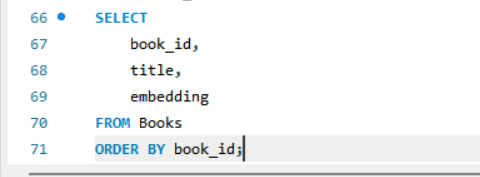 66 SELECT
67 book_id,
68 title,
69 embedding
70 FROM Books
71 ORDER BY book_id;